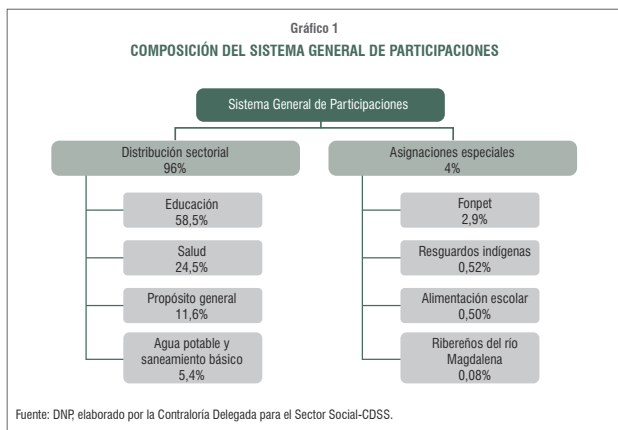 Gráfico 1
COMPOSICIÓN DEL SISTEMA GENERAL DE PARTICIPACIONES
Sistema General de Participaciones
Distribución sectorial
96%
Educación
58,5%
Salud
24,5%
Propósito general
11,6%
Agua potable y
saneamiento básico
5,4%
Asignaciones especiales
4%
Fonpet
2,9%
Resguardos indígenas
0,52%
Alimentación escolar
0,50%
Ribereños del río
Magdalena
0,08%
Fuente: DNP, elaborado por la Contraloría Delegada para el Sector Social-CDSS.